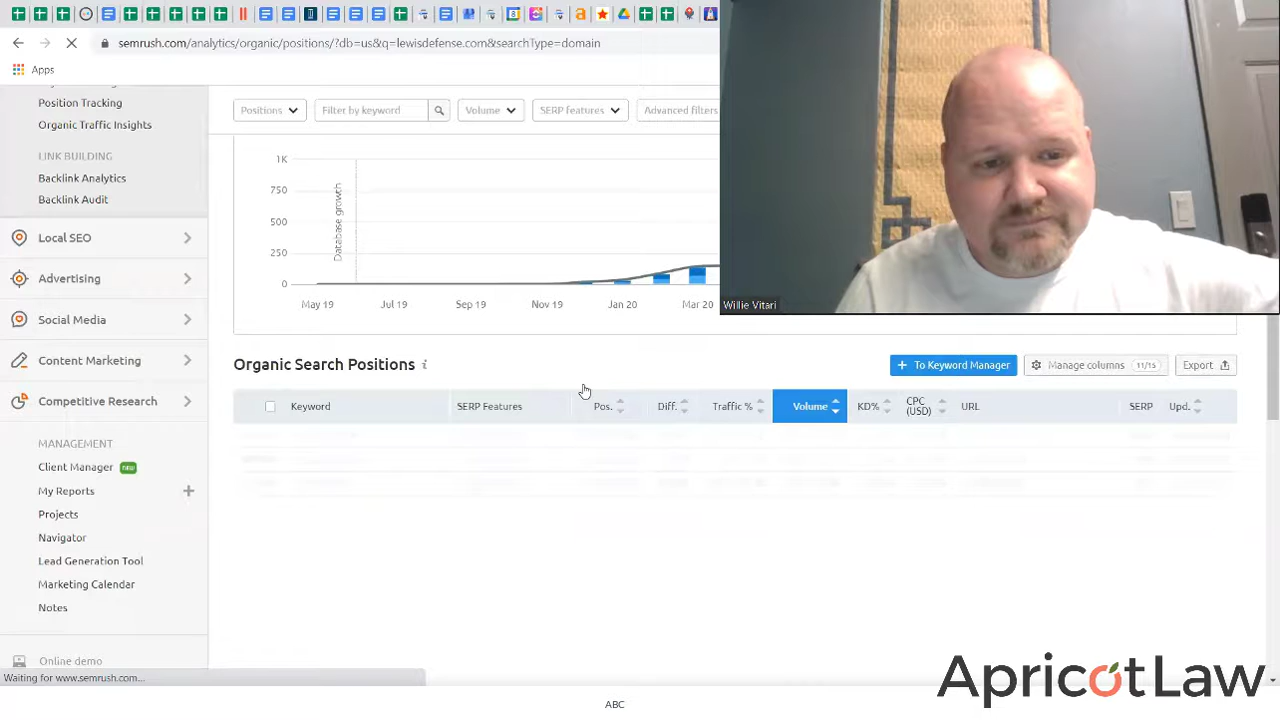 semrush.com/analytics/organic/positions/?db=us&q=lewisdefense.com&searchType=domain
Apps
Position Tracking
Organic Traffic Insights
LINK BUILDING
Backlink Analytics
Backlink Audit
Local SEO
Advertising
Social Media
Content Marketing
Competitive Research
MANAGEMENT
Client Manager new
My Reports
Projects
Navigator
Lead Generation Tool
Marketing Calendar
Notes
Online demo
Waiting for www.semrush.com...
Positions
Filter by keyword
Volume
SERP features
Advanced filters
1K
750
500
250
0
Database growth
May 19
Jul 19
Sep 19
Nov 19
Jan 20
Mar 20
Willie Vitari
Organic Search Positions i
+ To Keyword Manager
Manage columns 11/15
Export
Keyword
SERP Features
Pos.
Diff.
Traffic %
Volume
KD%
CPC
(USD)
URL
SERP
Upd.
ApricotLaw
ABC